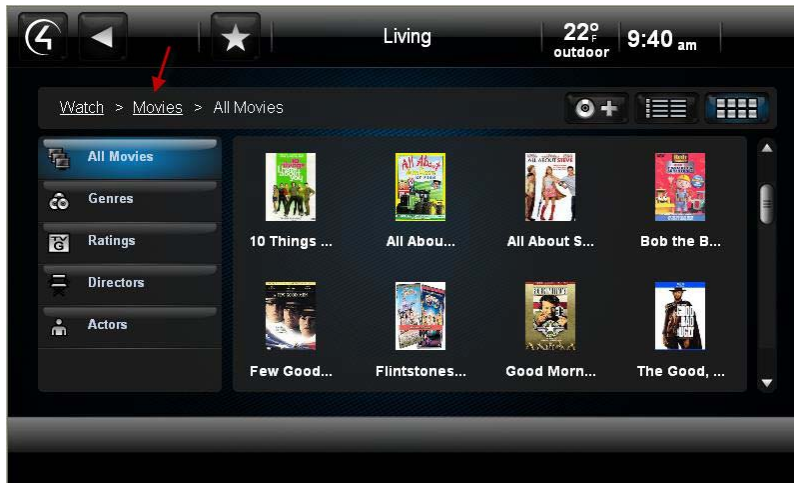 Living
22° F
outdoor
9:40 am
Watch > Movies > All Movies
All Movies
Genres
Ratings
Directors
Actors
10 Things ...
All Abou...
All About S...
Bob the B...
Few Good...
Flintstones...
Good Morn...
The Good, ...